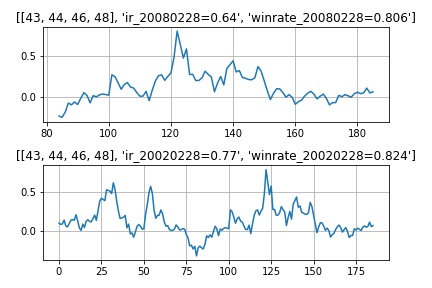 [[43, 44, 46, 48], 'ir_20080228=0.64', 'winrate_20080228=0.806']
0.5
0.0
80 100 120 140 160 180
[[43, 44, 46, 48], 'ir_20020228=0.77', 'winrate_20020228=0.824']
0.5
0.0
0 25 50 75 100 125 150 175